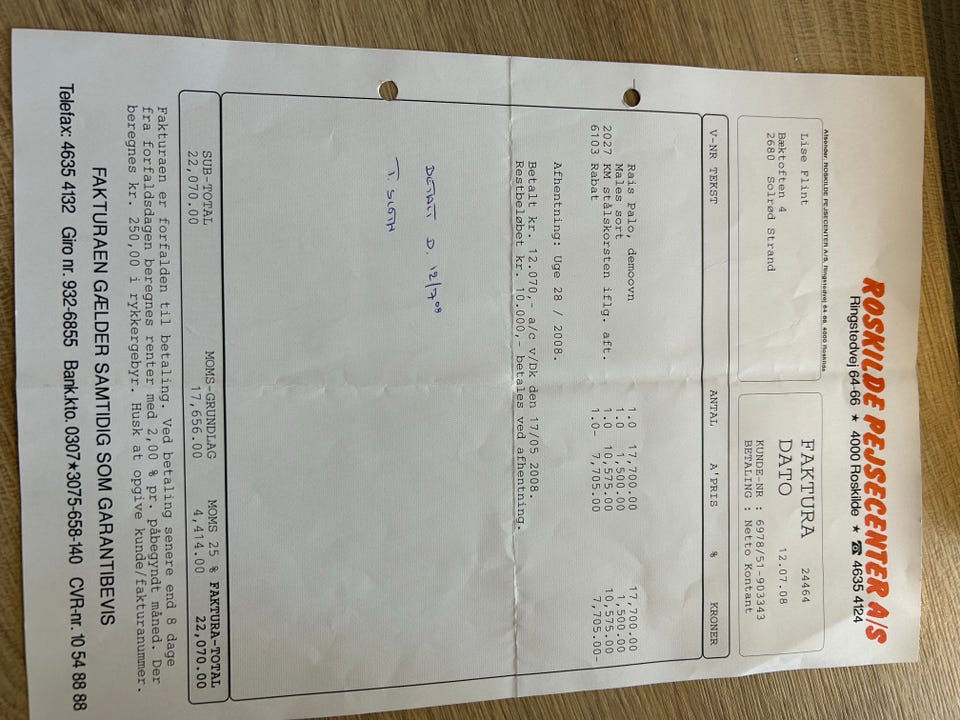 ROSKILDE PEJSECENTER A/S
Ringstedvej 64-66 ★ 4000 Roskilde ★ ☎ 4635 4124
Afsender: ROSKILDE PEJSECENTER A/S, Ringstedvej 64-66, 4000 Roskilde
Lise Flint
Bæktoften 4
2680 Solrød Strand
FAKTURA 24464
DATO 12.07.08
KUNDE-NR : 6978/51-903343
BETALING : Netto Kontant
V-NR TEKST ANTAL A'PRIS % KRONER
Rais Palo, demoovn 1.0 17,700.00 17,700.00
Males sort 1.0 1,500.00 1,500.00
2027 KM stålskorsten iflg. aft. 1.0 10,575.00 10,575.00
6103 Rabat 1.0- 7,705.00 7,705.00-
Afhentning: Uge 28 / 2008.
Betalt kr. 12.070,- a/c v/Dk den 17/05 2008.
Restbeløbet kr. 10.000,- betales ved afhentning.
D. 12/7 08
T. SLOTH
SUB-TOTAL MOMS-GRUNDLAG MOMS 25 % FAKTURA-TOTAL
22,070.00 17,656.00 4,414.00 22,070.00
Fakturaen er forfalden til betaling. Ved betaling senere end 8 dage
fra forfaldsdagen beregnes renter med 2,00 % pr. påbegyndt måned. Der
beregnes kr. 250,00 i rykkergebyr. Husk at opgive kunde/fakturanummer.
FAKTURAEN GÆLDER SAMTIDIG SOM GARANTIBEVIS
Telefax: 4635 4132 Giro nr. 932-6855 Bank.kto. 0307★3075-658-140 CVR-nr. 10 54 88 88